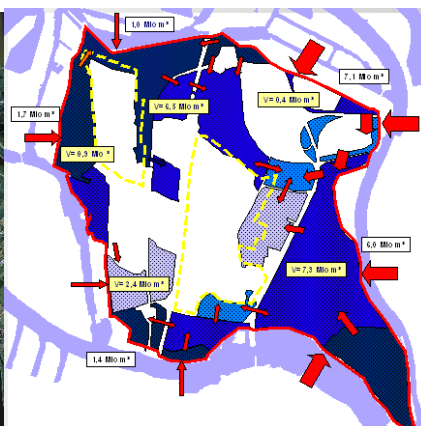 1,0 Mio m³
7,1 Mio m³
1,7 Mio m³
V= 6,5 Mio m³
V= 0,4 Mio m³
V= 0,3 Mio m³
6,0 Mio m³
V= 7,3 Mio m³
V= 2,4 Mio m³
1,4 Mio m³